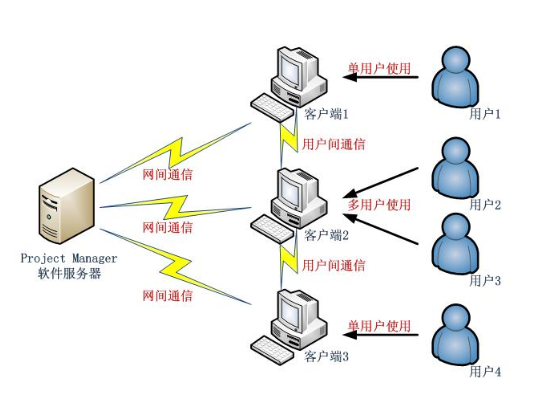 单用户使用
客户端1
用户1
用户间通信
网间通信
多用户使用
用户2
网间通信
客户端2
Project Manager
软件服务器
用户间通信
用户3
网间通信
单用户使用
客户端3
用户4